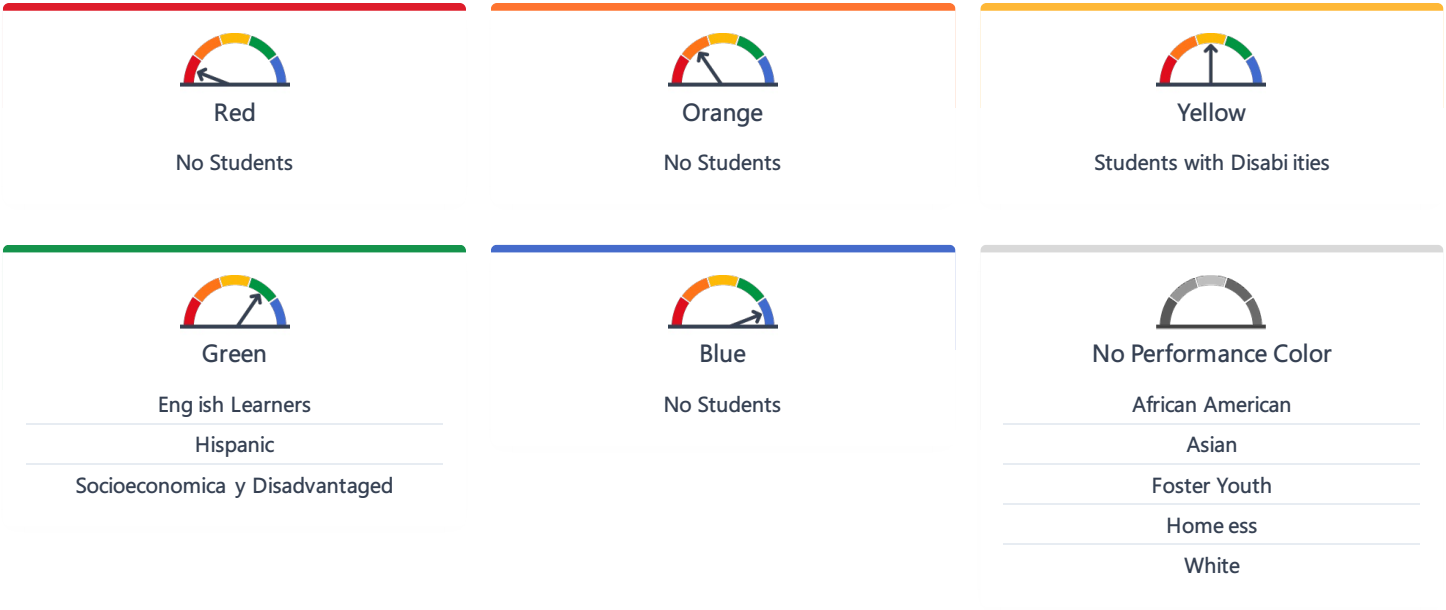 Red
No Students
Orange
No Students
Yellow
Students with Disabi ities
Green
Eng ish Learners
Hispanic
Socioeconomica y Disadvantaged
Blue
No Students
No Performance Color
African American
Asian
Foster Youth
Home ess
White